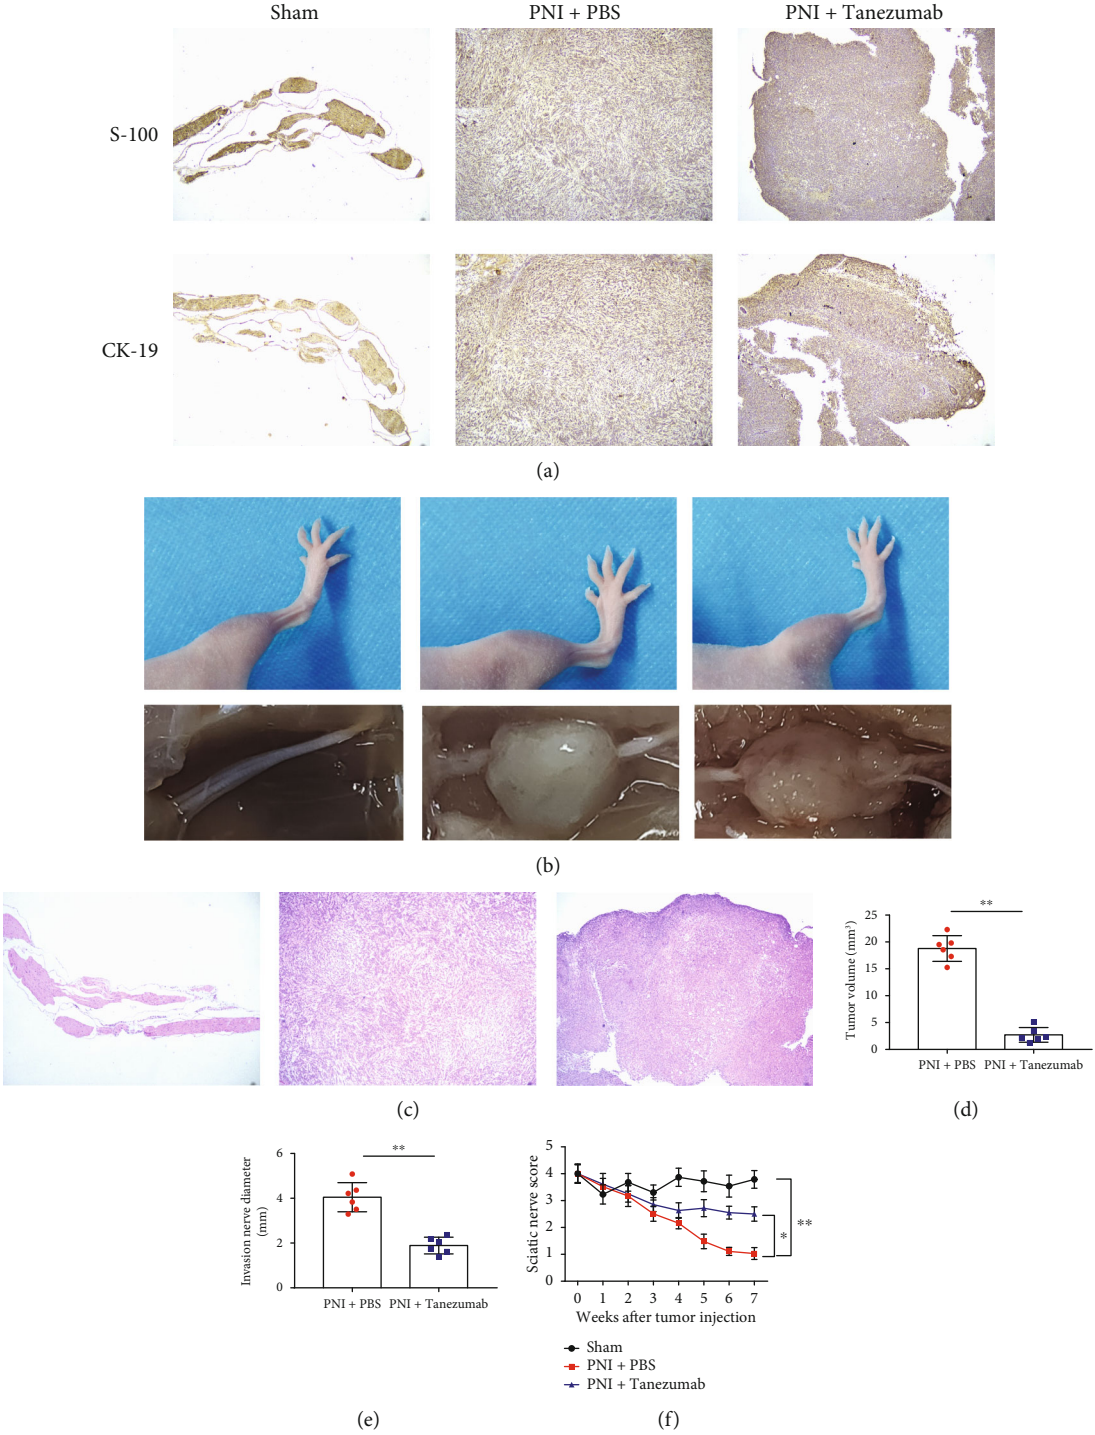 Sham PNI + PBS PNI + Tanezumab
S-100
CK-19
(a)
(b)
(c)
25
20
15
10
5
0
Tumor volume (mm³)
**
PNI + PBS PNI + Tanezumab
(d)
6
4
2
0
Invasion nerve diameter
(mm)
**
PNI + PBS PNI + Tanezumab
(e)
5
4
3
2
1
0
Sciatic nerve score
*
**
0 1 2 3 4 5 6 7
Weeks after tumor injection
Sham
PNI + PBS
PNI + Tanezumab
(f)